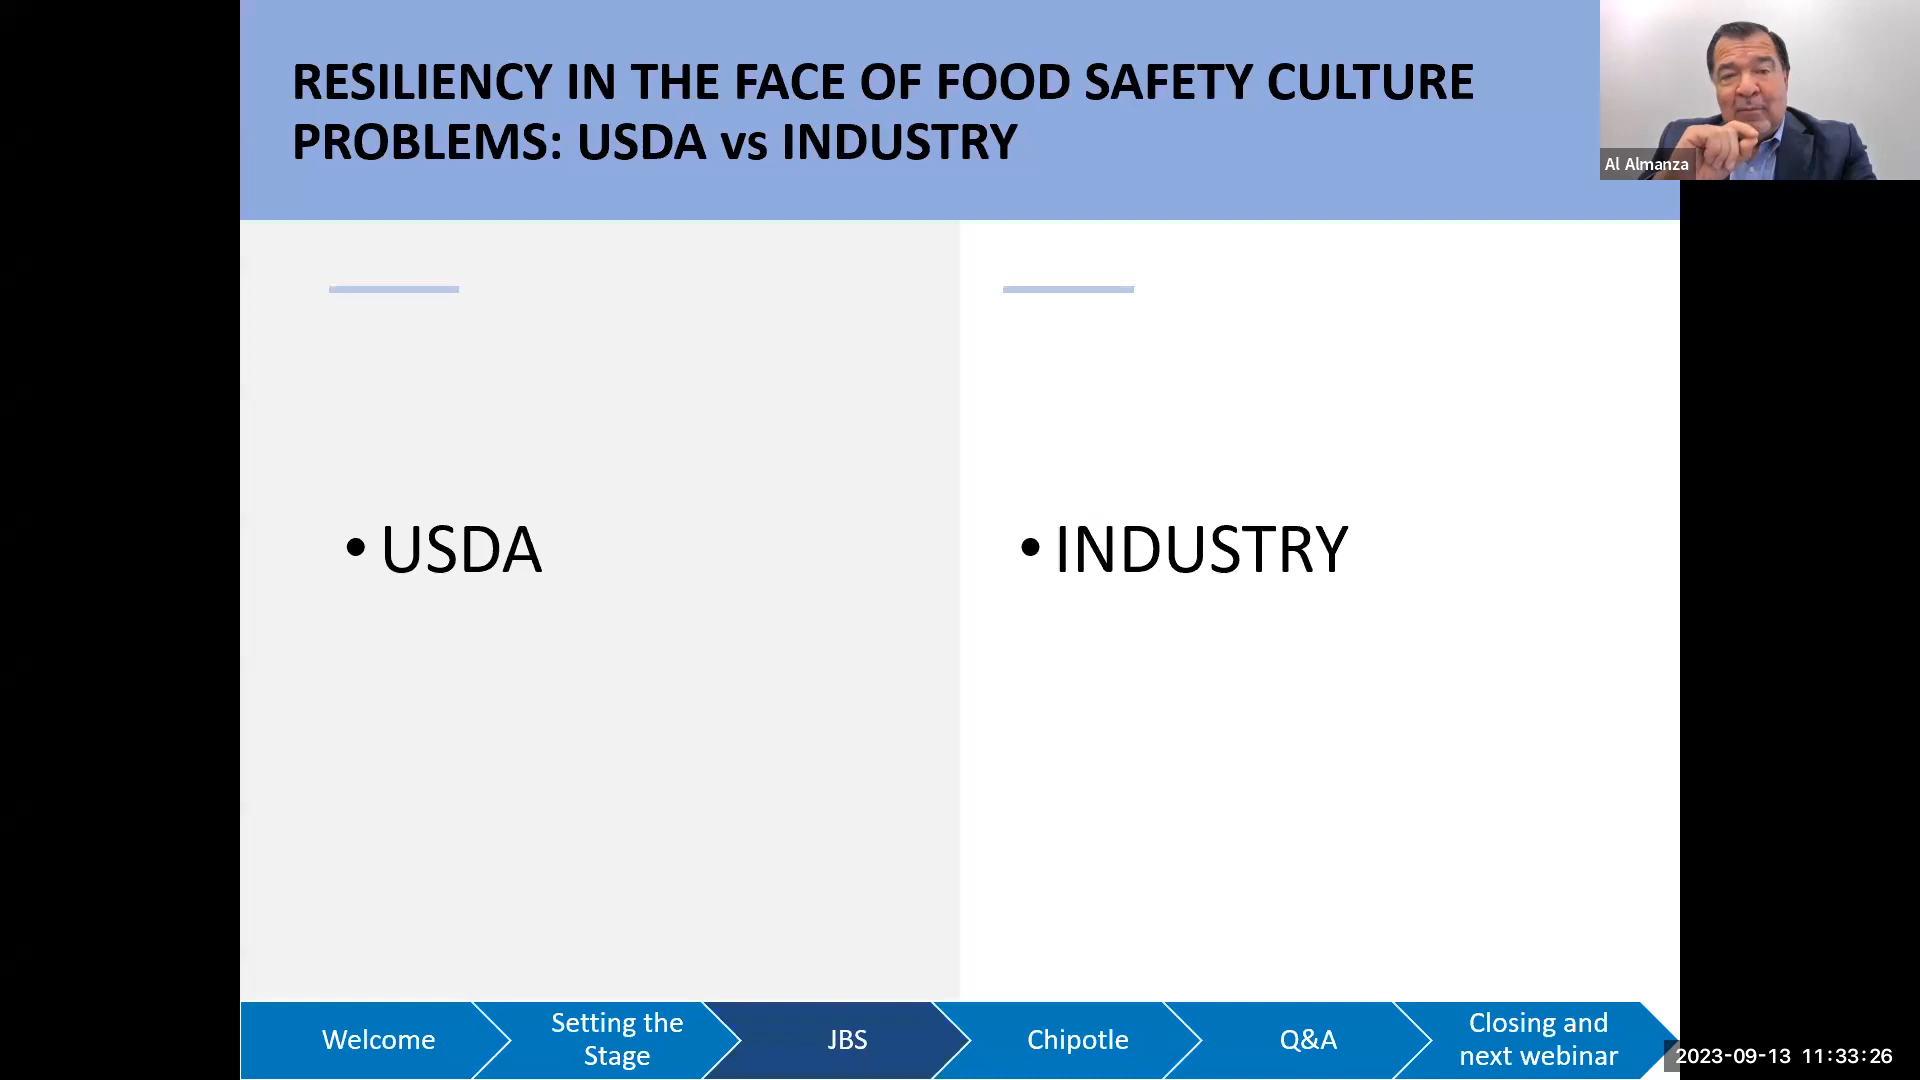 RESILIENCY IN THE FACE OF FOOD SAFETY CULTURE
PROBLEMS: USDA vs INDUSTRY
Al Almanza
• USDA
• INDUSTRY
Welcome
Setting the
Stage
JBS
Chipotle
Q&A
Closing and
next webinar
2023-09-13 11:33:26